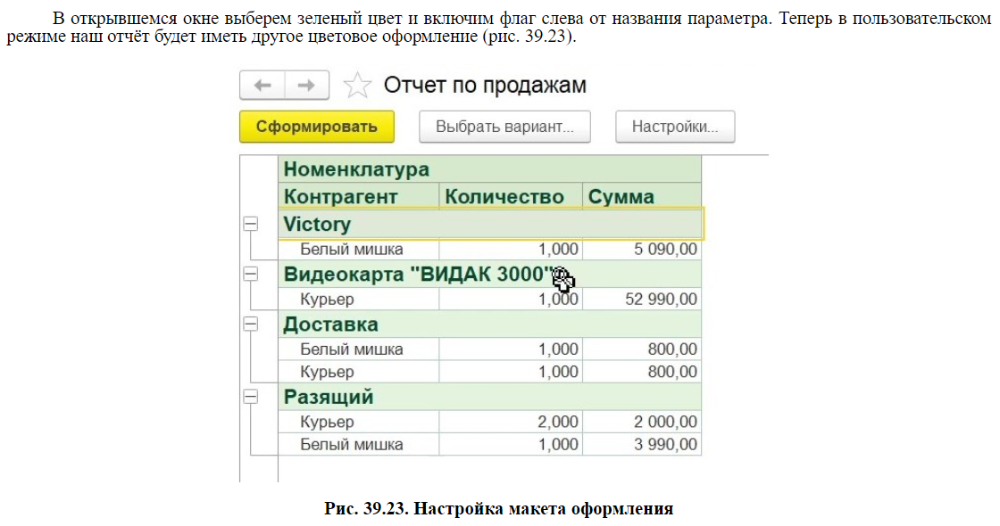 В открывшемся окне выберем зеленый цвет и включим флаг слева от названия параметра. Теперь в пользовательском
режиме наш отчёт будет иметь другое цветовое оформление (рис. 39.23).
Отчет по продажам
Сформировать Выбрать вариант... Настройки...
Номенклатура
Контрагент Количество Сумма
Victory
Белый мишка 1,000 5 090,00
Видеокарта "ВИДАК 3000"
Курьер 1,000 52 990,00
Доставка
Белый мишка 1,000 800,00
Курьер 1,000 800,00
Разящий
Курьер 2,000 2 000,00
Белый мишка 1,000 3 990,00
Рис. 39.23. Настройка макета оформления